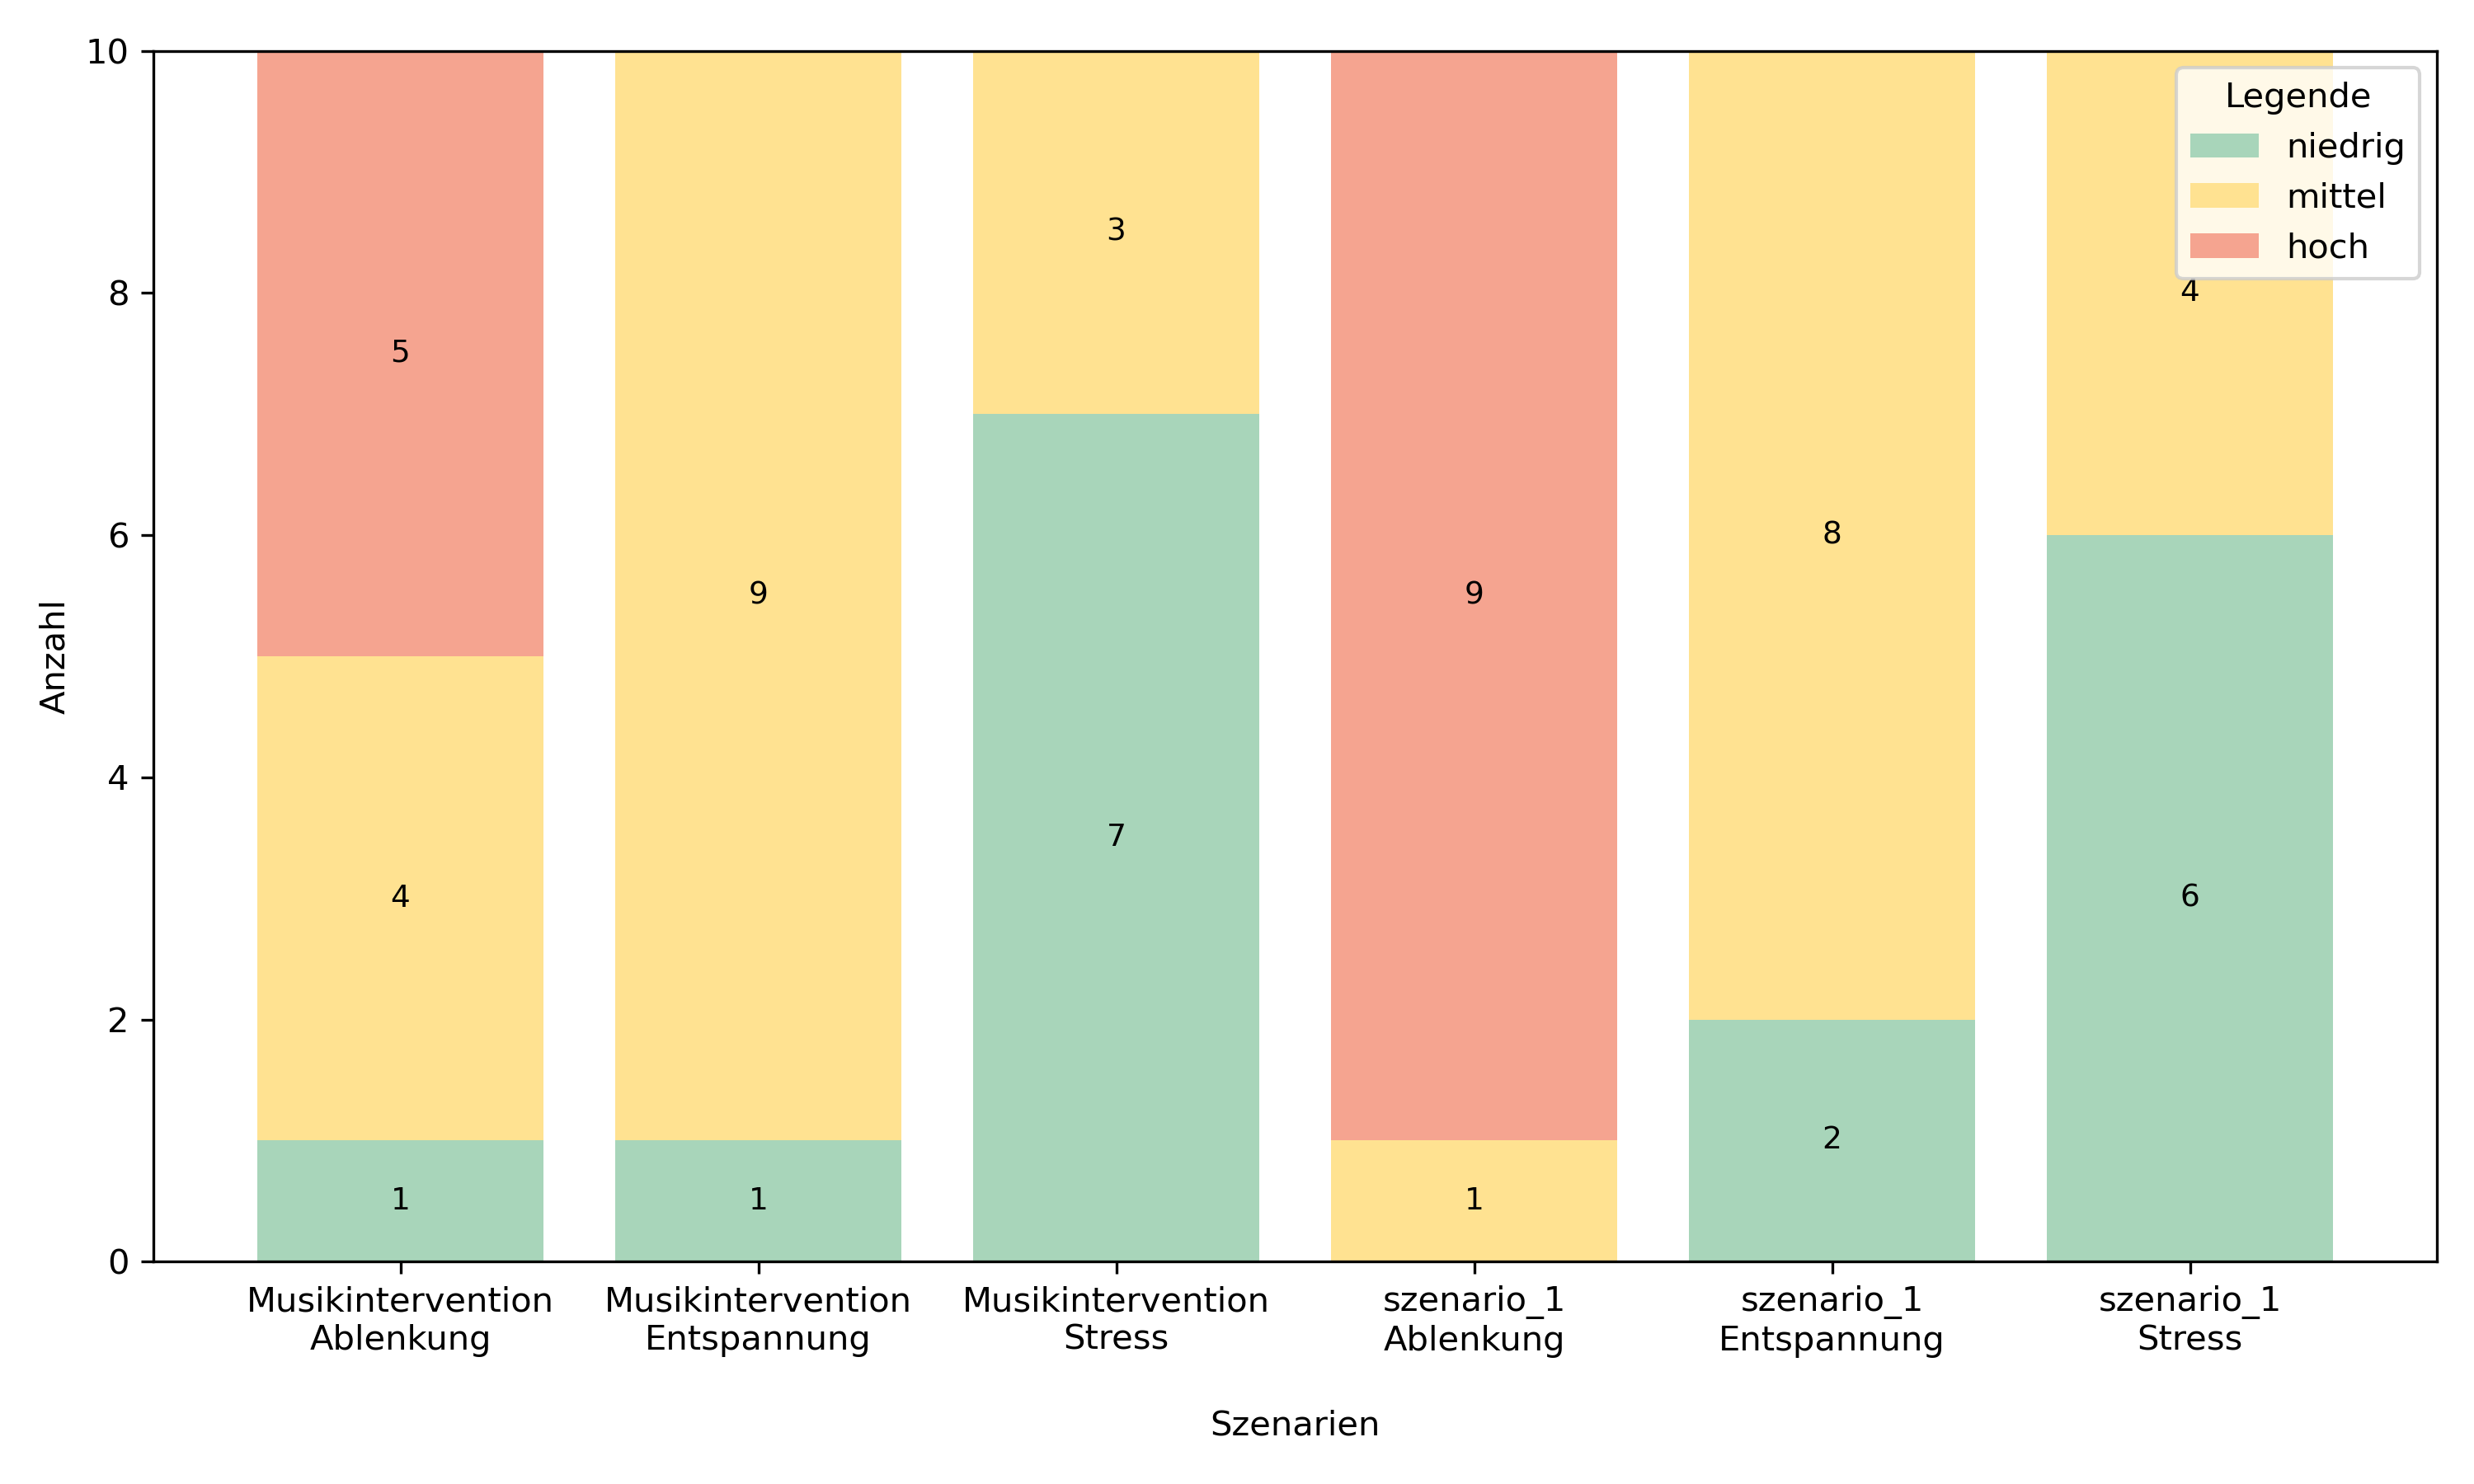 10
8
6
4
2
0
Anzahl
5
4
1
9
1
3
7
9
1
8
2
4
6
Legende
niedrig
mittel
hoch
Musikintervention
Ablenkung
Musikintervention
Entspannung
Musikintervention
Stress
szenario_1
Ablenkung
szenario_1
Entspannung
szenario_1
Stress
Szenarien